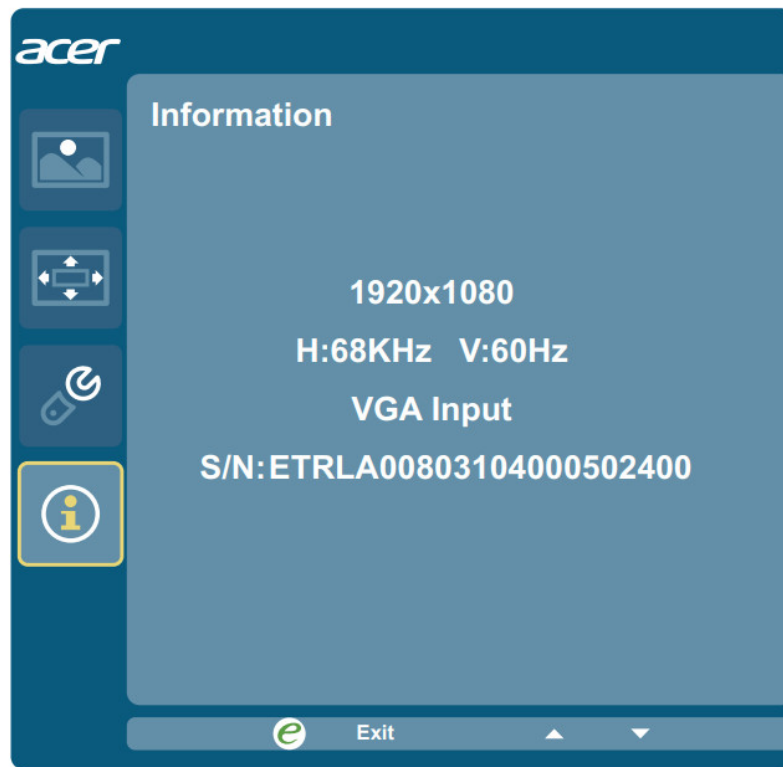 acer
Information
1920x1080
H:68KHz V:60Hz
VGA Input
S/N:ETRLA00803104000502400
e Exit